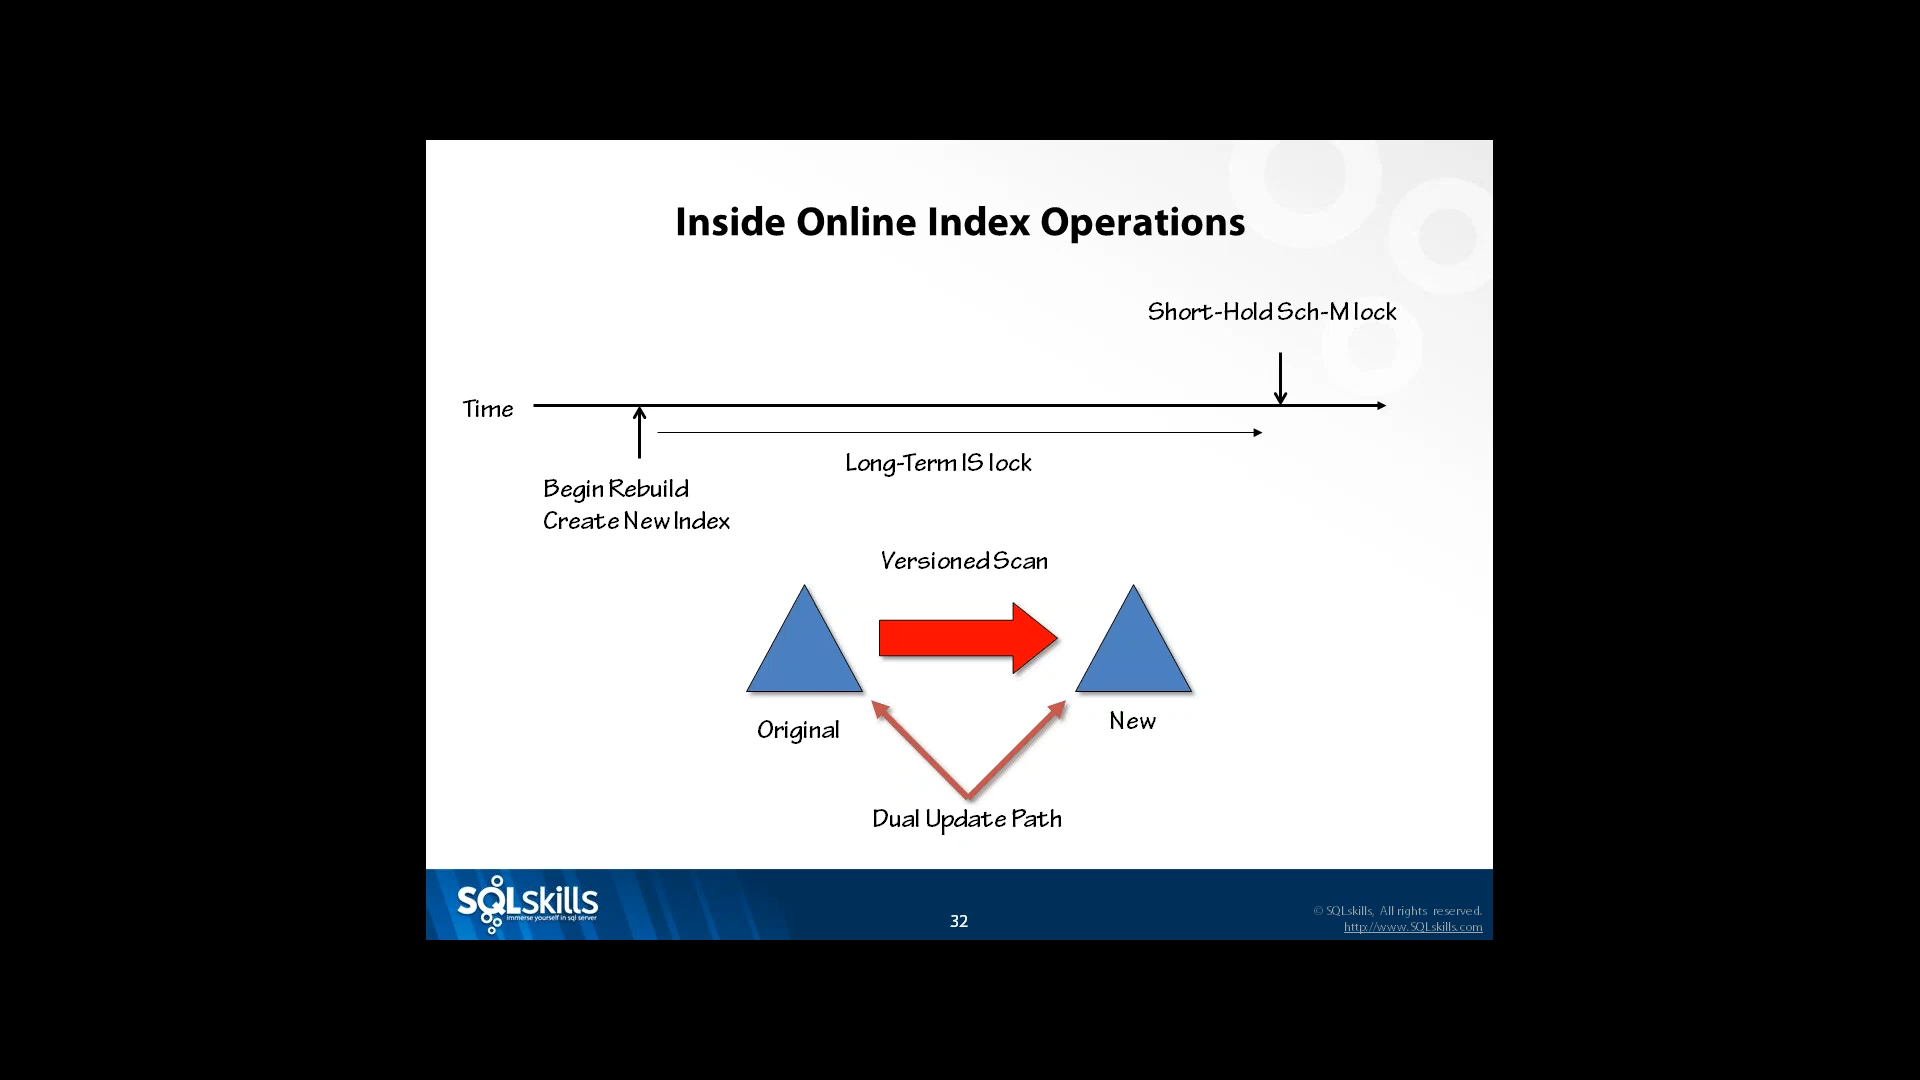 Inside Online Index Operations
Short-Hold Sch-M lock
Time
Long-Term IS lock
Begin Rebuild
Create New Index
Versioned Scan
Original
New
Dual Update Path
SQLskills
immerse yourself in sql server
32
© SQLskills, All rights reserved.
http://www.SQLskills.com